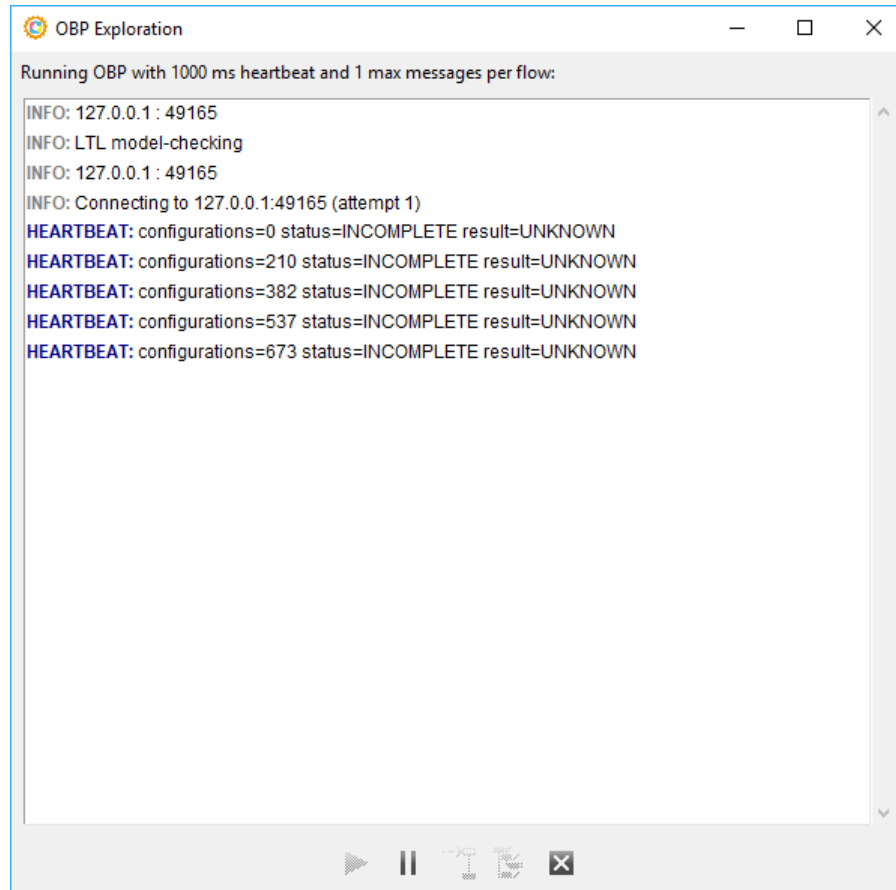 OBP Exploration
Running OBP with 1000 ms heartbeat and 1 max messages per flow:
INFO: 127.0.0.1 : 49165
INFO: LTL model-checking
INFO: 127.0.0.1 : 49165
INFO: Connecting to 127.0.0.1:49165 (attempt 1)
HEARTBEAT: configurations=0 status=INCOMPLETE result=UNKNOWN
HEARTBEAT: configurations=210 status=INCOMPLETE result=UNKNOWN
HEARTBEAT: configurations=382 status=INCOMPLETE result=UNKNOWN
HEARTBEAT: configurations=537 status=INCOMPLETE result=UNKNOWN
HEARTBEAT: configurations=673 status=INCOMPLETE result=UNKNOWN